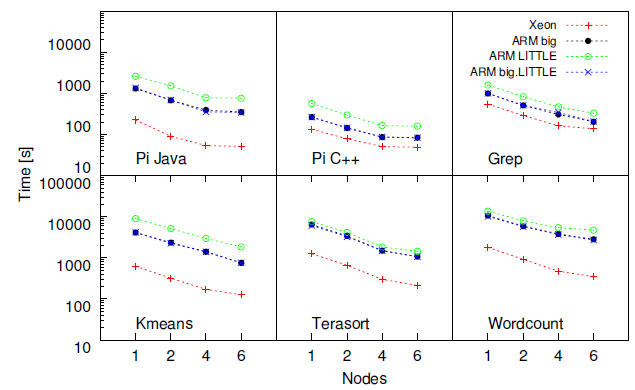 Xeon
ARM big
ARM LITTLE
ARM big.LITTLE
10000
1000
100
10
Pi Java
Pi C++
Grep
Time [s]
100000
10000
1000
100
10
Kmeans
Terasort
Wordcount
1 2 4 6 1 2 4 6 1 2 4 6
Nodes